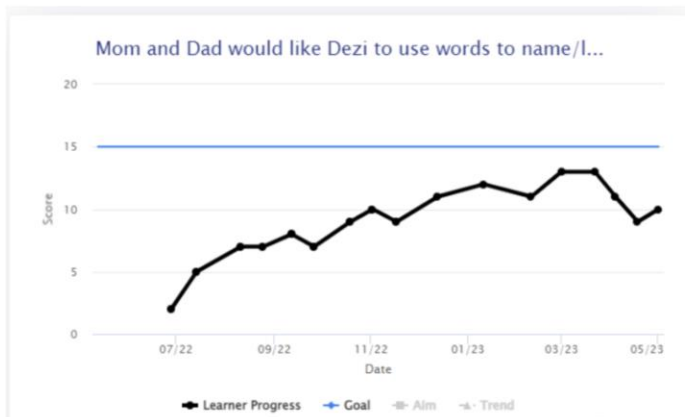 Mom and Dad would like Dezi to use words to name/l...
20
15
10
5
0
Score
07/22 09/22 11/22 01/23 03/23 05/23
Date
Learner Progress Goal Aim Trend